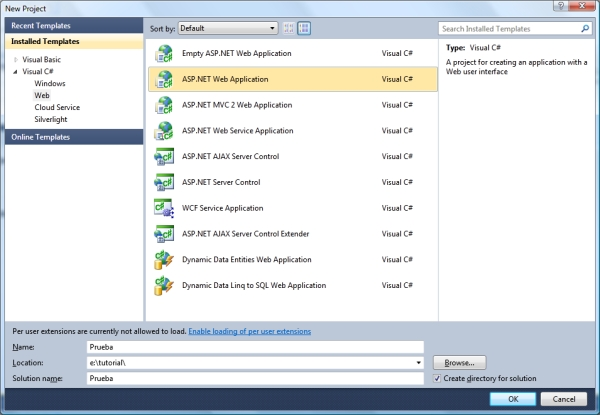 New Project
Recent Templates
Installed Templates
Visual Basic
Visual C#
Windows
Web
Cloud Service
Silverlight
Online Templates
Sort by: Default
Empty ASP.NET Web Application Visual C#
ASP.NET Web Application Visual C#
ASP.NET MVC 2 Web Application Visual C#
ASP.NET Web Service Application Visual C#
ASP.NET AJAX Server Control Visual C#
ASP.NET Server Control Visual C#
WCF Service Application Visual C#
ASP.NET AJAX Server Control Extender Visual C#
Dynamic Data Entities Web Application Visual C#
Dynamic Data Linq to SQL Web Application Visual C#
Search Installed Templates
Type: Visual C#
A project for creating an application with a
Web user interface
Per user extensions are currently not allowed to load. Enable loading of per user extensions
Name: Prueba
Location: e:\tutorial\ Browse...
Solution name: Prueba Create directory for solution
OK Cancel